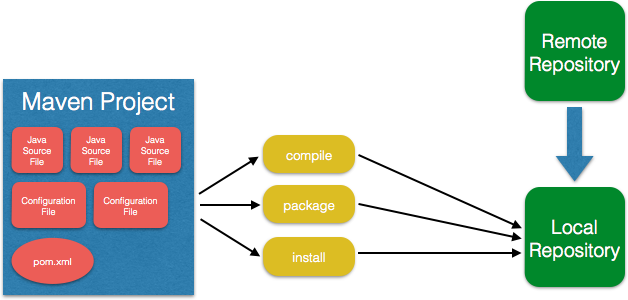 Remote
Repository
Maven Project
Java
Source
File
Java
Source
File
Java
Source
File
Configuration
File
Configuration
File
pom.xml
compile
package
install
Local
Repository